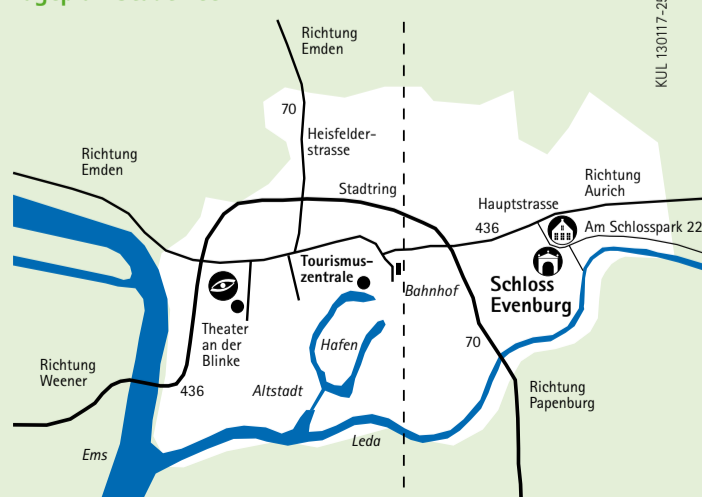 KUL 130117-25
Richtung
Emden
70
Heisfelder-
strasse
Richtung
Emden
Stadtring
Richtung
Aurich
Hauptstrasse
436
Am Schlosspark 22
Tourismus-
zentrale
Bahnhof
Schloss
Evenburg
Theater
an der
Blinke
Hafen
70
Richtung
Weener
436
Altstadt
Richtung
Papenburg
Leda
Ems